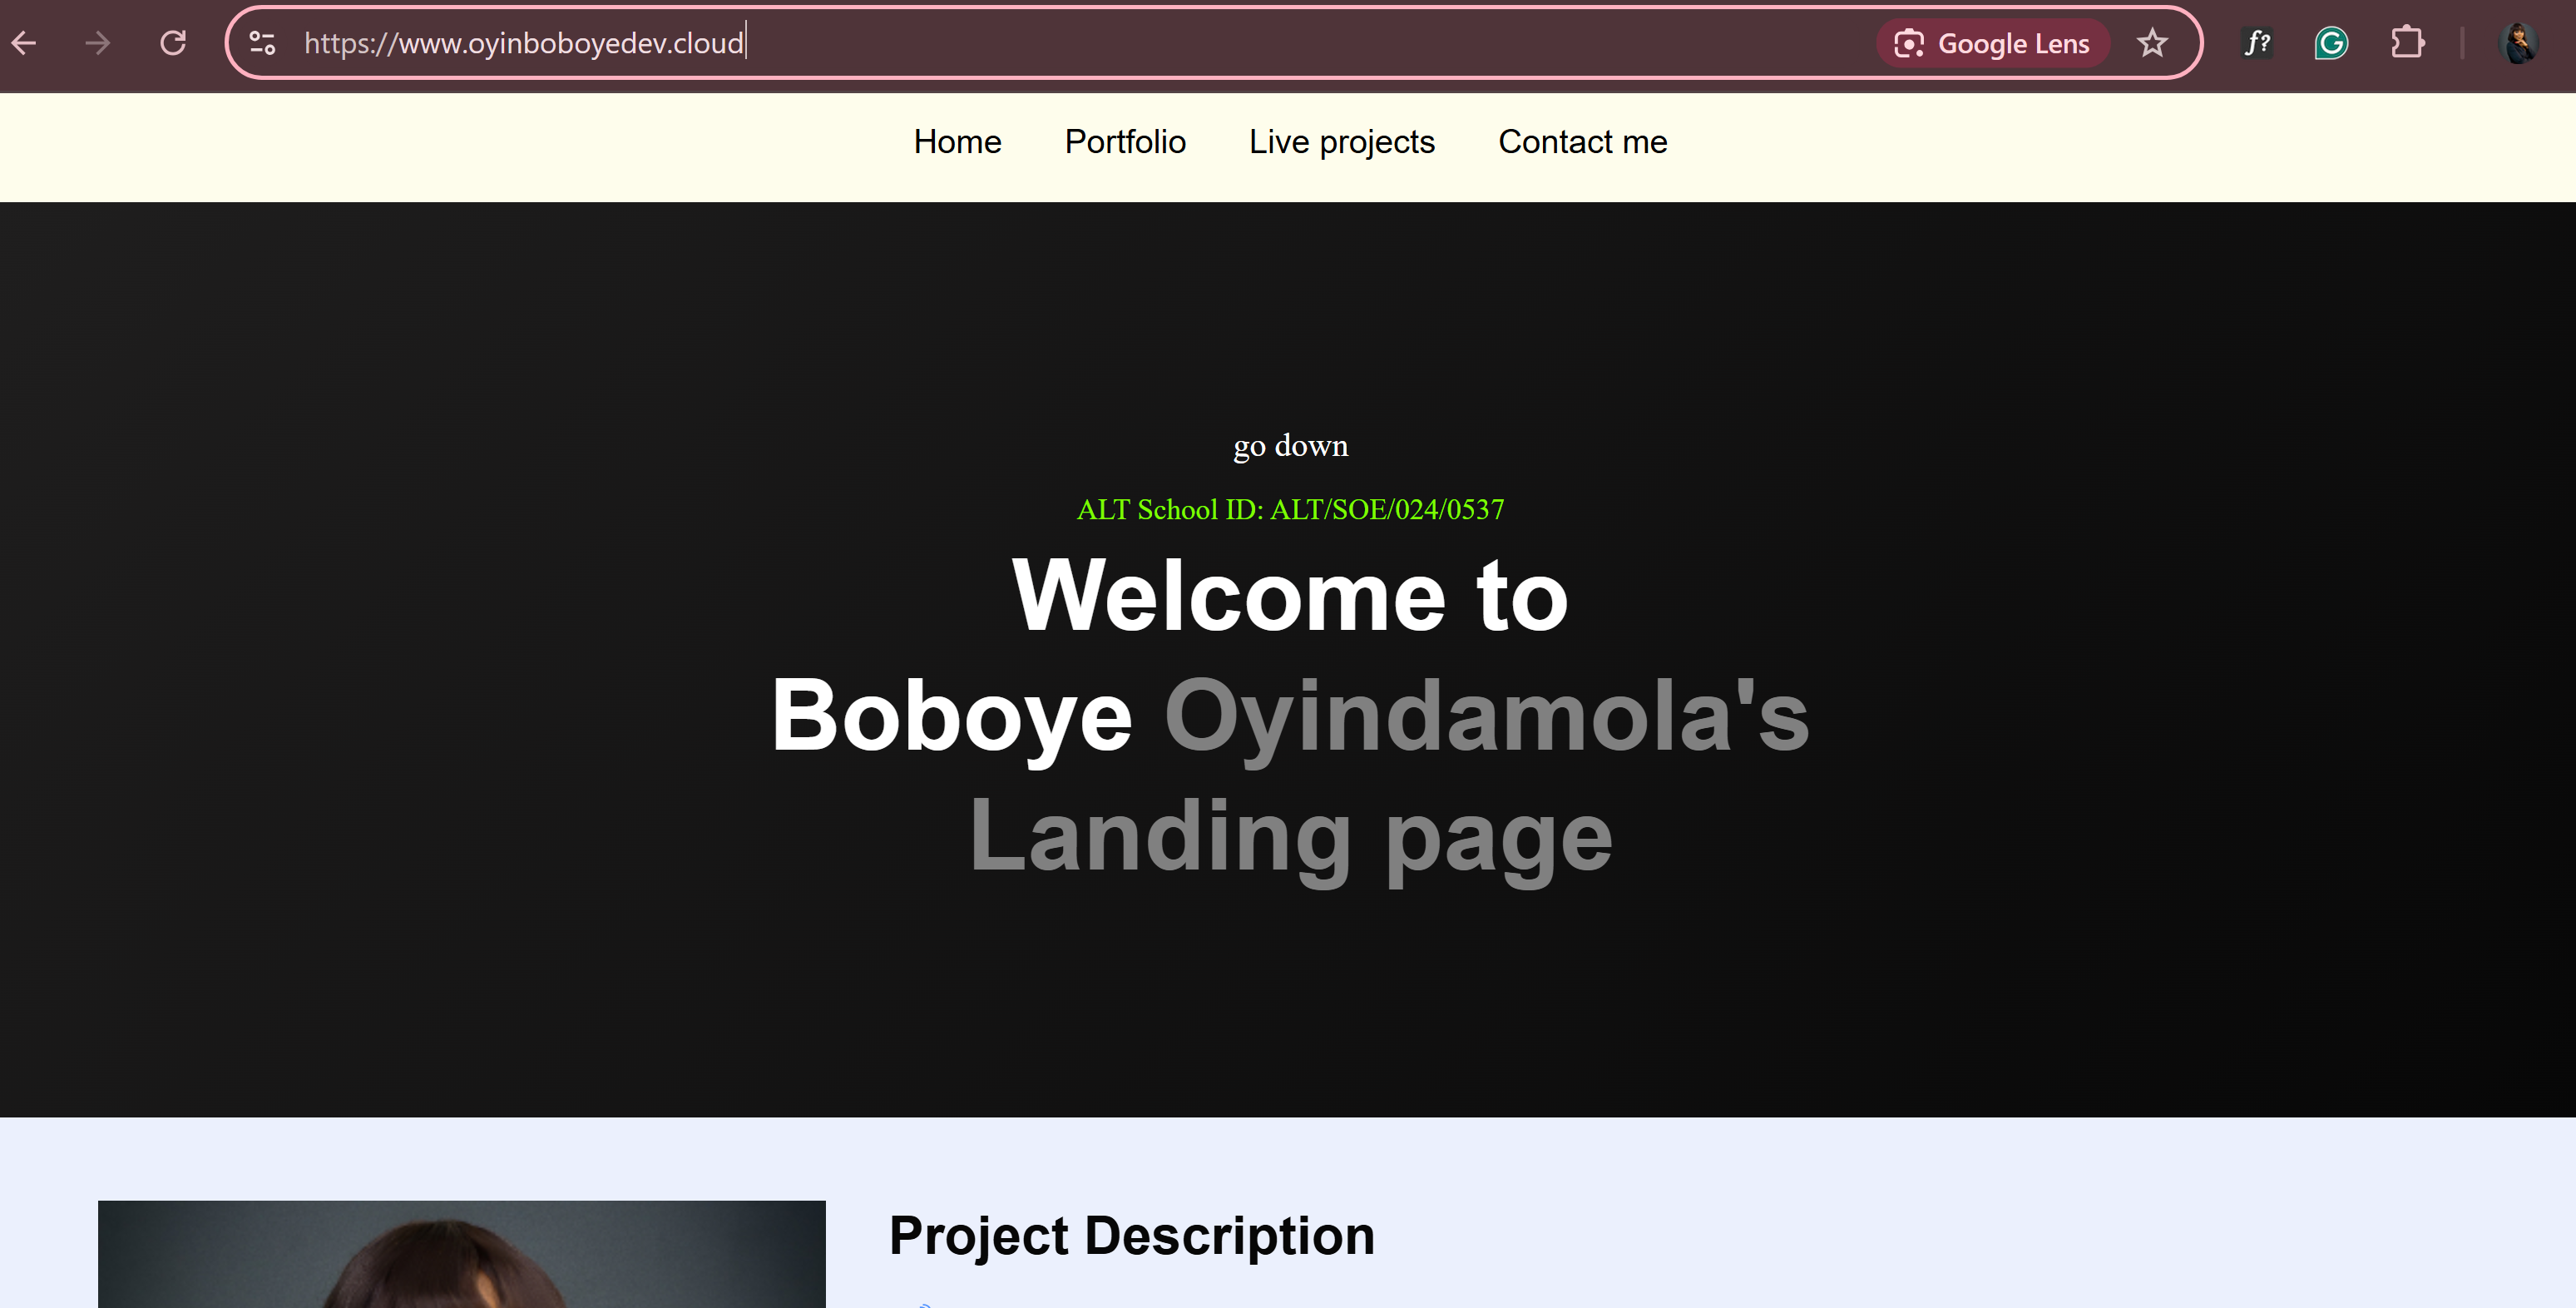 https://www.oyinboboyedev.cloud
Google Lens
f?
G
Home Portfolio Live projects Contact me
go down
ALT School ID: ALT/SOE/024/0537
Welcome to
Boboye Oyindamola's
Landing page
Project Description